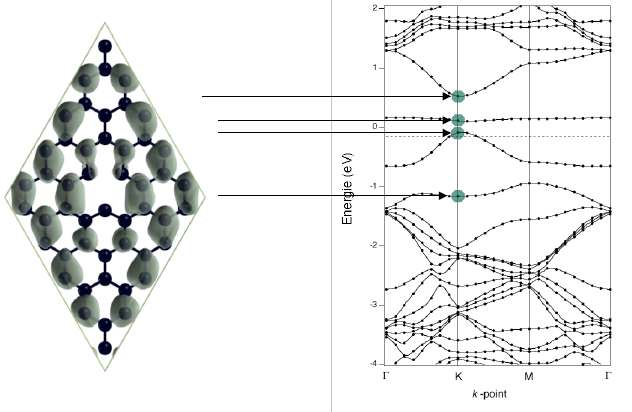 2
1
0
-1
-2
-3
-4
Energie (eV)
Γ K M Γ
k-point